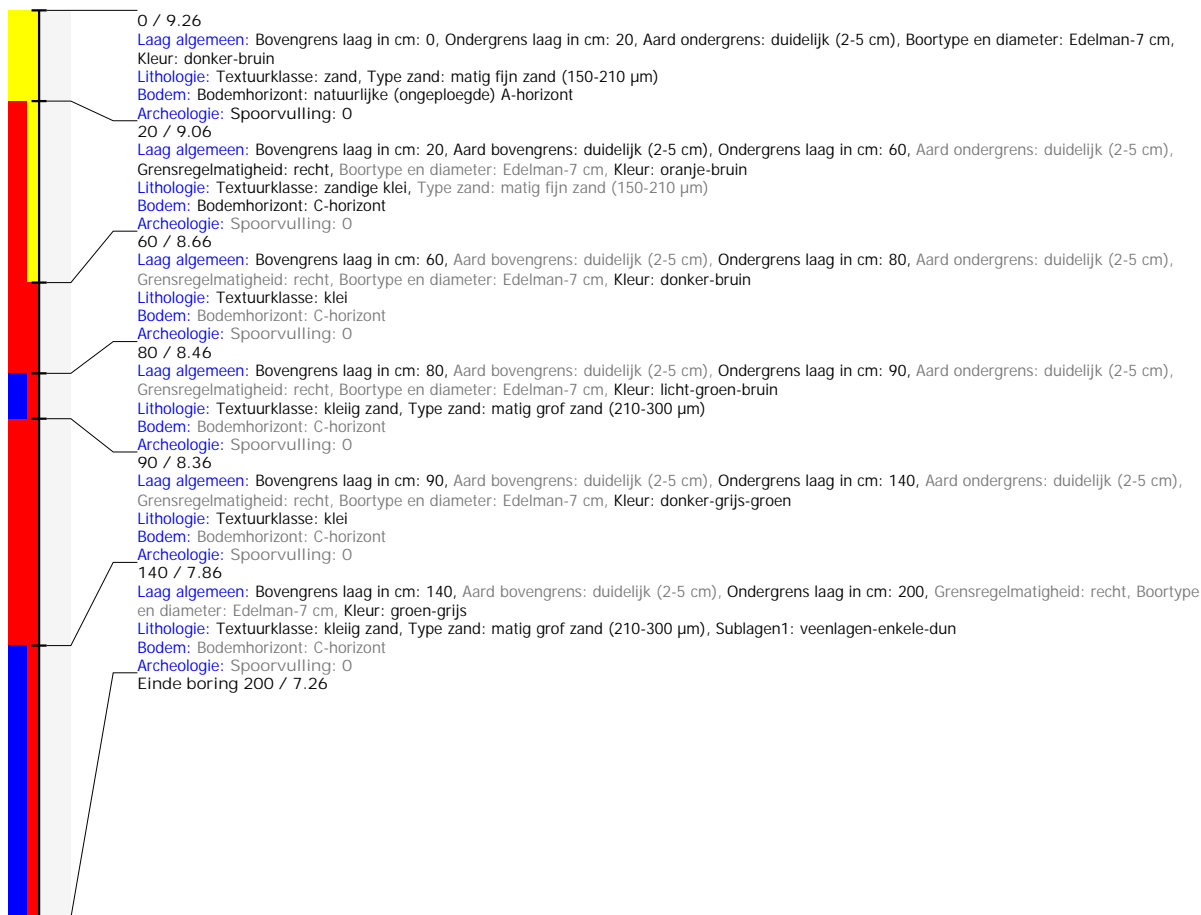 0 / 9.26
Laag algemeen: Bovengrens laag in cm: 0, Ondergrens laag in cm: 20, Aard ondergrens: duidelijk (2-5 cm), Boortype en diameter: Edelman-7 cm,
Kleur: donker-bruin
Lithologie: Textuurklasse: zand, Type zand: matig fijn zand (150-210 µm)
Bodem: Bodemhorizont: natuurlijke (ongeploegde) A-horizont
Archeologie: Spoorvulling: 0
20 / 9.06
Laag algemeen: Bovengrens laag in cm: 20, Aard bovengrens: duidelijk (2-5 cm), Ondergrens laag in cm: 60, Aard ondergrens: duidelijk (2-5 cm),
Grensregelmatigheid: recht, Boortype en diameter: Edelman-7 cm, Kleur: oranje-bruin
Lithologie: Textuurklasse: zandige klei, Type zand: matig fijn zand (150-210 µm)
Bodem: Bodemhorizont: C-horizont
Archeologie: Spoorvulling: 0
60 / 8.66
Laag algemeen: Bovengrens laag in cm: 60, Aard bovengrens: duidelijk (2-5 cm), Ondergrens laag in cm: 80, Aard ondergrens: duidelijk (2-5 cm),
Grensregelmatigheid: recht, Boortype en diameter: Edelman-7 cm, Kleur: donker-bruin
Lithologie: Textuurklasse: klei
Bodem: Bodemhorizont: C-horizont
Archeologie: Spoorvulling: 0
80 / 8.46
Laag algemeen: Bovengrens laag in cm: 80, Aard bovengrens: duidelijk (2-5 cm), Ondergrens laag in cm: 90, Aard ondergrens: duidelijk (2-5 cm),
Grensregelmatigheid: recht, Boortype en diameter: Edelman-7 cm, Kleur: licht-groen-bruin
Lithologie: Textuurklasse: kleiig zand, Type zand: matig grof zand (210-300 µm)
Bodem: Bodemhorizont: C-horizont
Archeologie: Spoorvulling: 0
90 / 8.36
Laag algemeen: Bovengrens laag in cm: 90, Aard bovengrens: duidelijk (2-5 cm), Ondergrens laag in cm: 140, Aard ondergrens: duidelijk (2-5 cm),
Grensregelmatigheid: recht, Boortype en diameter: Edelman-7 cm, Kleur: donker-grijs-groen
Lithologie: Textuurklasse: klei
Bodem: Bodemhorizont: C-horizont
Archeologie: Spoorvulling: 0
140 / 7.86
Laag algemeen: Bovengrens laag in cm: 140, Aard bovengrens: duidelijk (2-5 cm), Ondergrens laag in cm: 200, Grensregelmatigheid: recht, Boortype
en diameter: Edelman-7 cm, Kleur: groen-grijs
Lithologie: Textuurklasse: kleiig zand, Type zand: matig grof zand (210-300 µm), Sublagen1: veenlagen-enkele-dun
Bodem: Bodemhorizont: C-horizont
Archeologie: Spoorvulling: 0
Einde boring 200 / 7.26